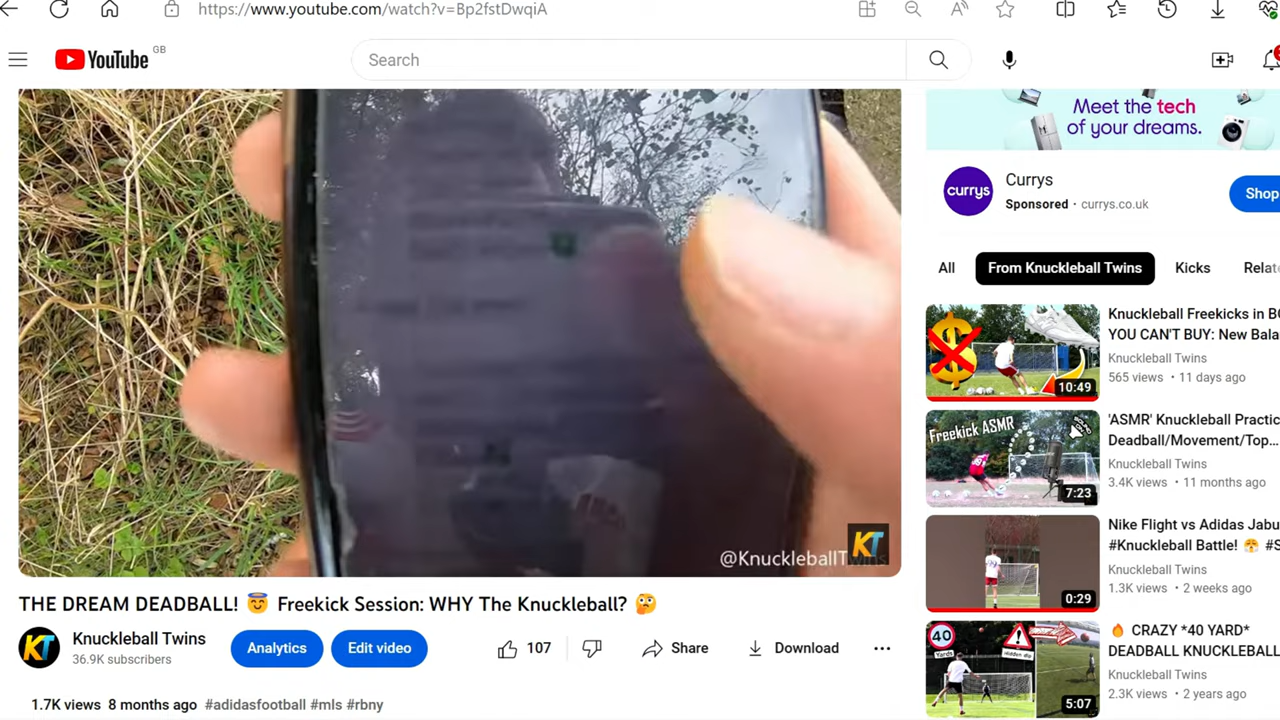 https://www.youtube.com/watch?v=Bp2fstDwqiA
YouTube GB
Search
Meet the tech
of your dreams.
currys
Currys
Sponsored · currys.co.uk
Shop
All
From Knuckleball Twins
Kicks
Knuckleball Freekicks in
YOU CAN'T BUY: New
Knuckleball Twins
565 views · 11 days ago
10:49
Freekick ASMR
'ASMR' Knuckleball
Deadball/Movement/Top...
Knuckleball Twins
3.4K views · 11 months ago
7:23
Nike Flight vs Adidas
#Knuckleball Battle! 😤
Knuckleball Twins
1.3K views · 2 weeks ago
0:29
40
Yards
Hidden dip
🔥 CRAZY *40 YARD*
DEADBALL
Knuckleball Twins
2.3K views · 2 years ago
5:07
KT
THE DREAM DEADBALL! 😇 Freekick Session: WHY The Knuckleball? 🤔
KT
Knuckleball Twins
36.9K subscribers
Analytics
Edit video
107
Share
Download
1.7K views 8 months ago #adidasfootball #mls #rbny